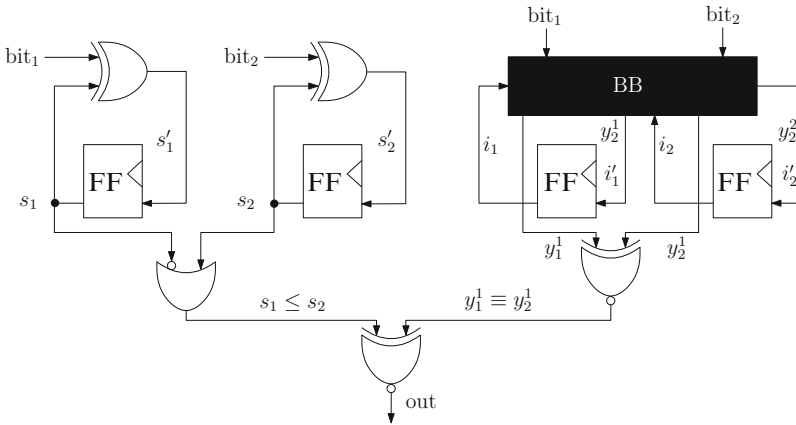 bit₁
bit₂
bit₁
bit₂
BB
s′₁
s′₂
i₁
y¹₂
i₂
y²₂
FF
FF
FF
i′₁
FF
i′₂
s₁
s₂
y¹₁
y¹₂
s₁ ≤ s₂
y¹₁ ≡ y¹₂
out